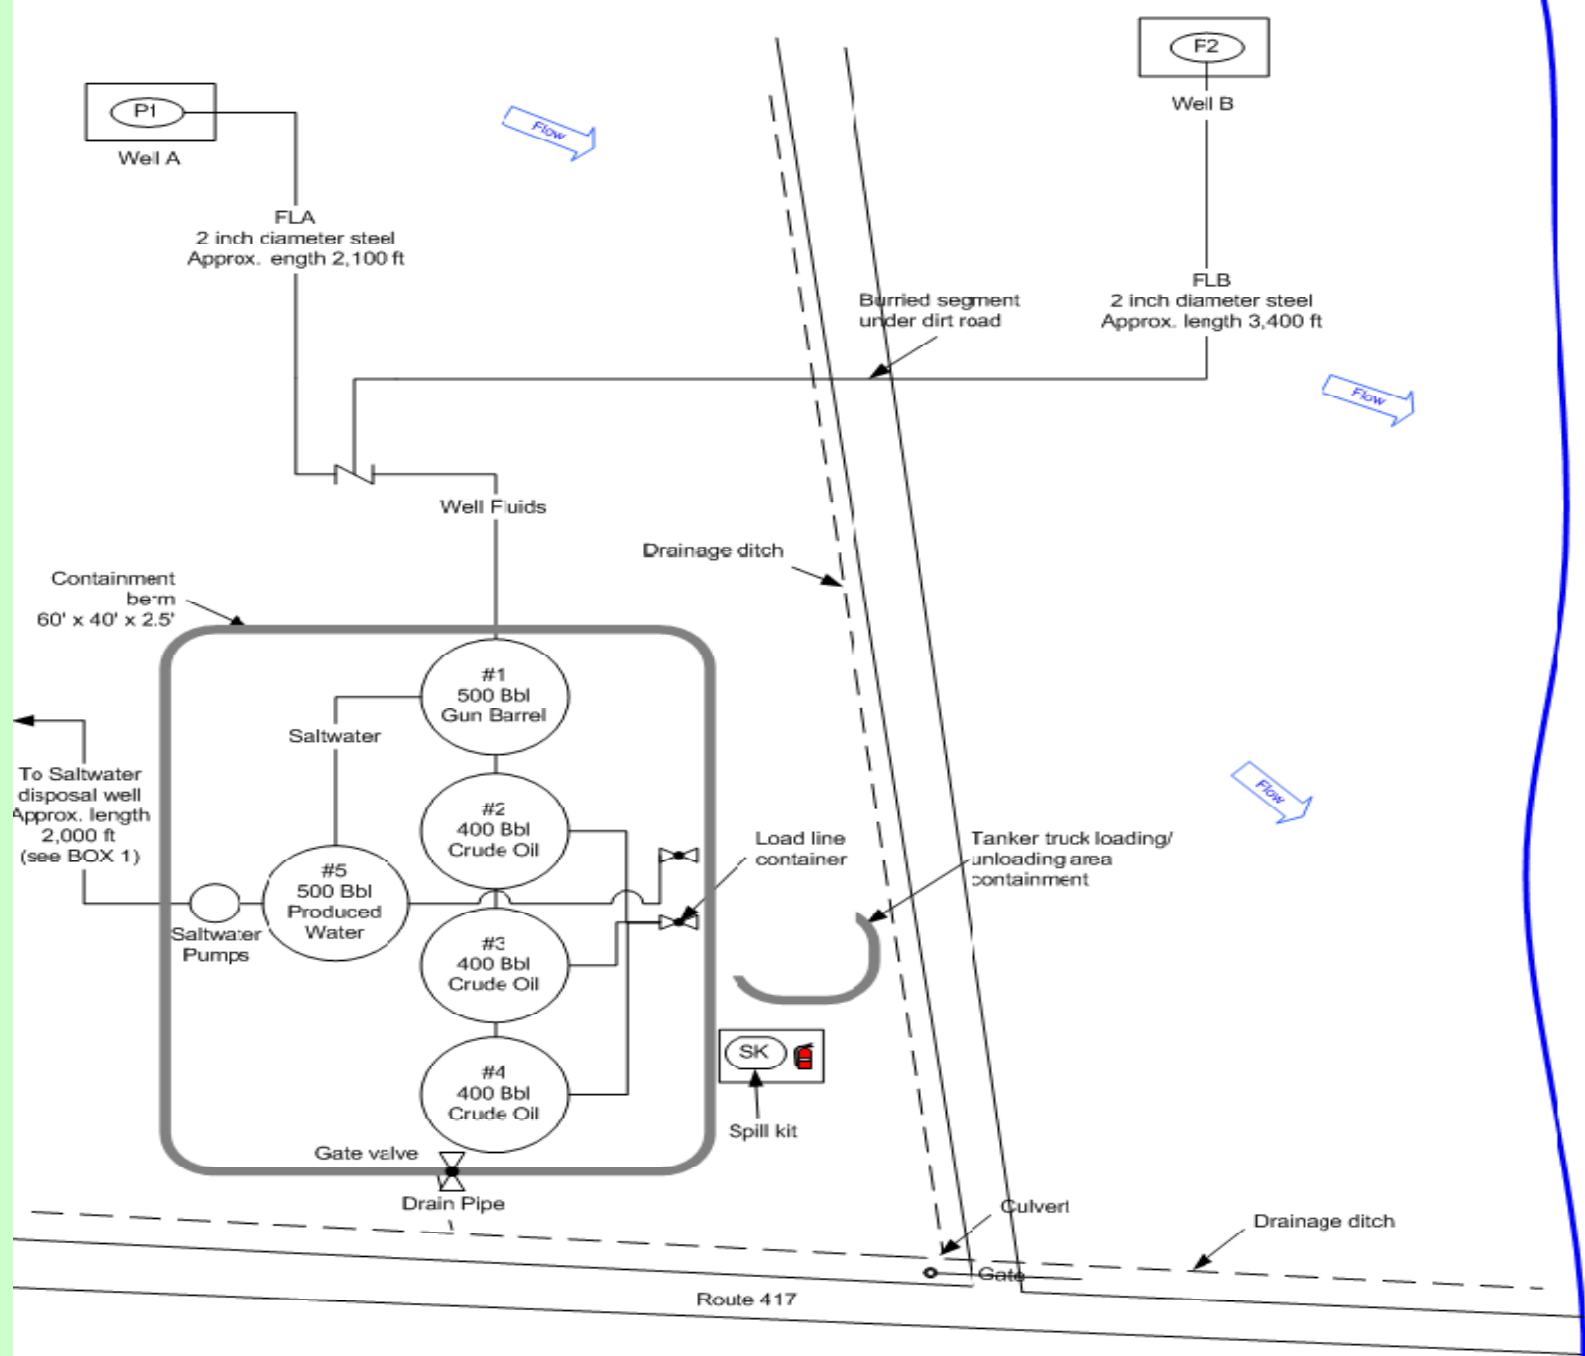 P1
Well A
Flow
F2
Well B
FLA
2 inch diameter steel
Approx. ength 2,100 ft
Burried segment
under dirt road
FLB
2 inch diameter steel
Approx. length 3,400 ft
Flow
Well Fluids
Drainage ditch
Containment
berm
60' x 40' x 2.5'
#1
500 Bbl
Gun Barrel
Saltwater
To Saltwater
disposal well
Approx. length
2,000 ft
(see BOX 1)
#2
400 Bbl
Crude Oil
Load line
container
Tanker truck loading/
unloading area
containment
Flow
#5
500 Bbl
Produced
Water
Saltwater
Pumps
#3
400 Bbl
Crude Oil
#4
400 Bbl
Crude Oil
SK
Spill kit
Gate valve
Drain Pipe
Culvert
Drainage ditch
Gate
Route 417